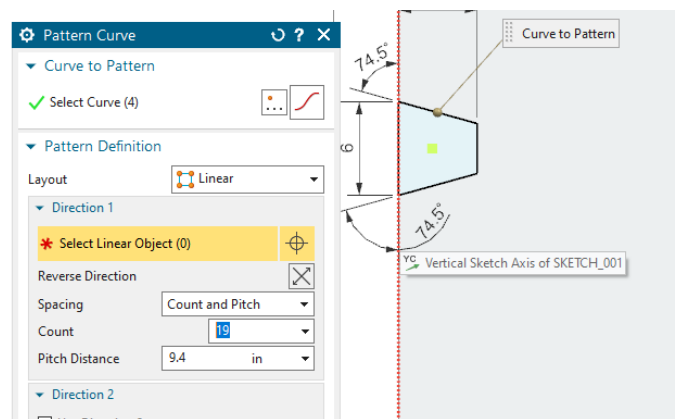 Pattern Curve
Curve to Pattern
Select Curve (4)
Pattern Definition
Layout
Linear
Direction 1
Select Linear Object (0)
Reverse Direction
Spacing
Count and Pitch
Count
19
Pitch Distance
9.4
in
Direction 2
Curve to Pattern
74.5°
6
74.5°
YC
Vertical Sketch Axis of SKETCH_001